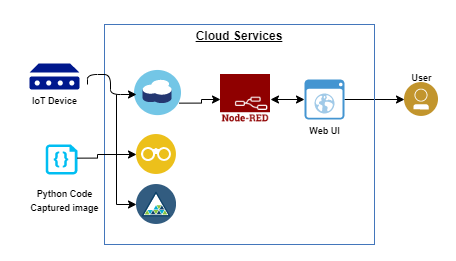 Cloud Services
User
IoT Device
Node-RED
Web UI
Python Code
Captured image